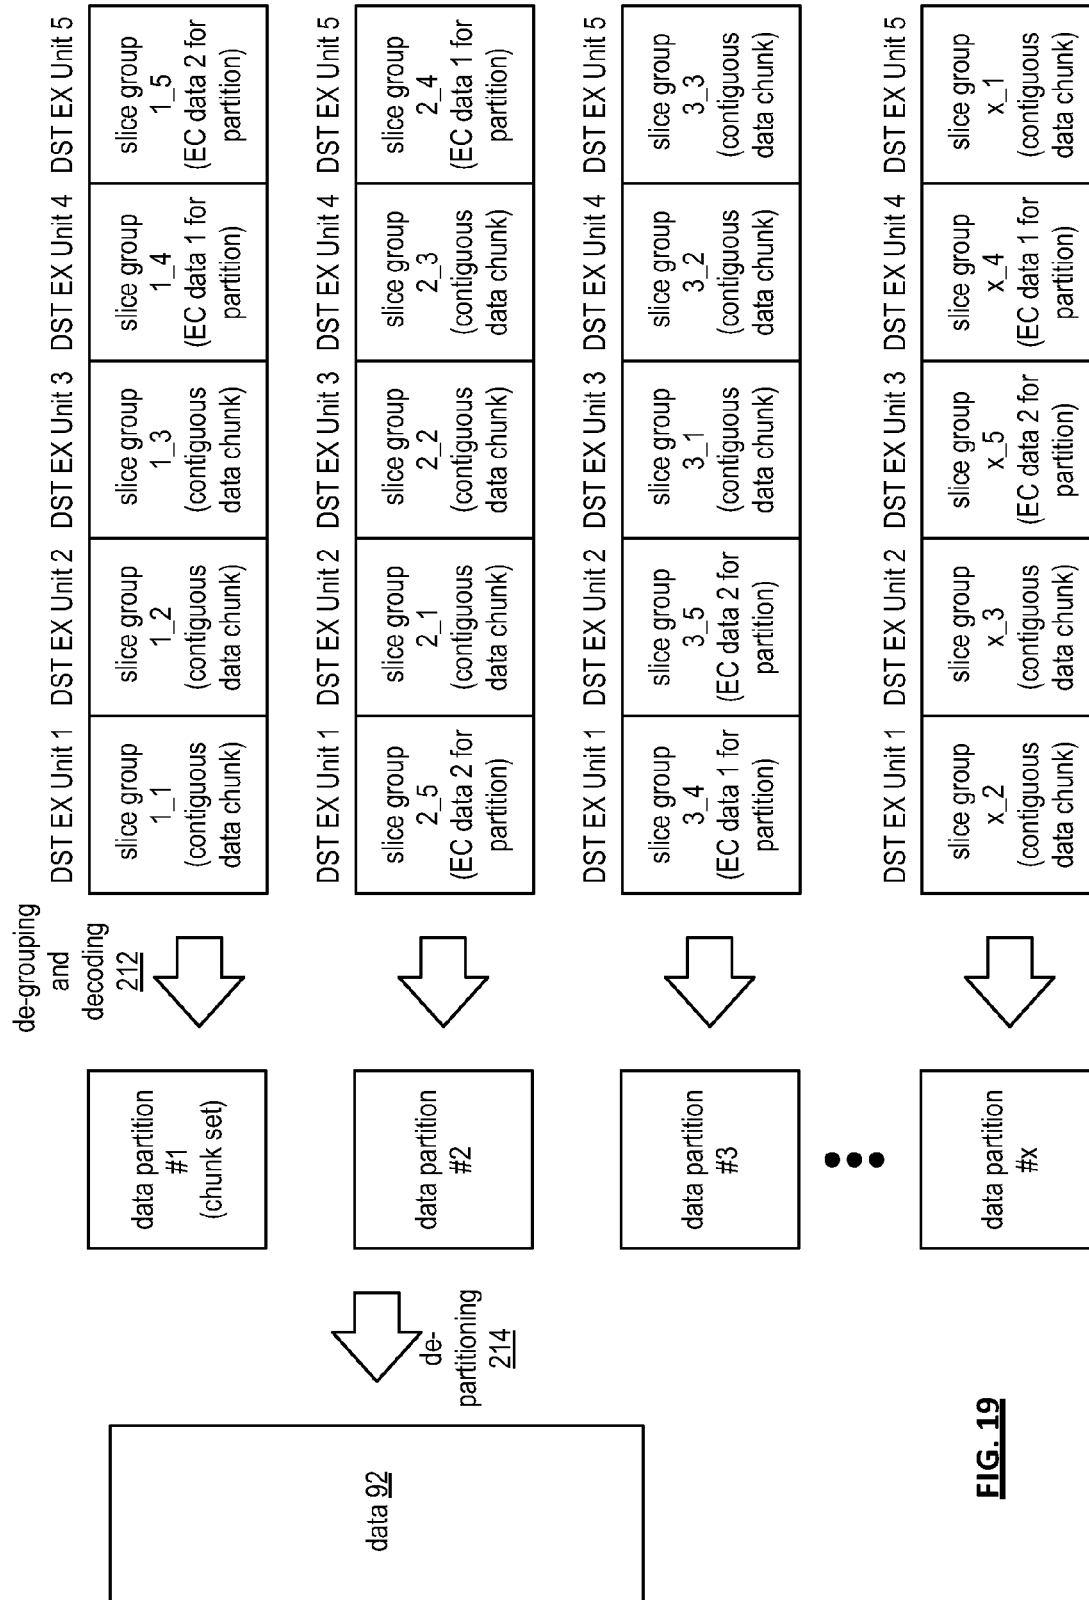 de-grouping
and
decoding
212
DST EX Unit 1
DST EX Unit 2
DST EX Unit 3
DST EX Unit 4
DST EX Unit 5
data partition
#1
(chunk set)
slice group
1_1
(contiguous
data chunk)
slice group
1_2
(contiguous
data chunk)
slice group
1_3
(contiguous
data chunk)
slice group
1_4
(EC data 1 for
partition)
slice group
1_5
(EC data 2 for
partition)
data 92
de-
partitioning
214
DST EX Unit 1
DST EX Unit 2
DST EX Unit 3
DST EX Unit 4
DST EX Unit 5
data partition
#2
slice group
2_5
(EC data 2 for
partition)
slice group
2_1
(contiguous
data chunk)
slice group
2_2
(contiguous
data chunk)
slice group
2_3
(contiguous
data chunk)
slice group
2_4
(EC data 1 for
partition)
DST EX Unit 1
DST EX Unit 2
DST EX Unit 3
DST EX Unit 4
DST EX Unit 5
data partition
#3
slice group
3_4
(EC data 1 for
partition)
slice group
3_5
(EC data 2 for
partition)
slice group
3_1
(contiguous
data chunk)
slice group
3_2
(contiguous
data chunk)
slice group
3_3
(contiguous
data chunk)
DST EX Unit 1
DST EX Unit 2
DST EX Unit 3
DST EX Unit 4
DST EX Unit 5
data partition
#x
slice group
x_2
(contiguous
data chunk)
slice group
x_3
(contiguous
data chunk)
slice group
x_5
(EC data 2 for
partition)
slice group
x_4
(EC data 1 for
partition)
slice group
x_1
(contiguous
data chunk)
FIG. 19